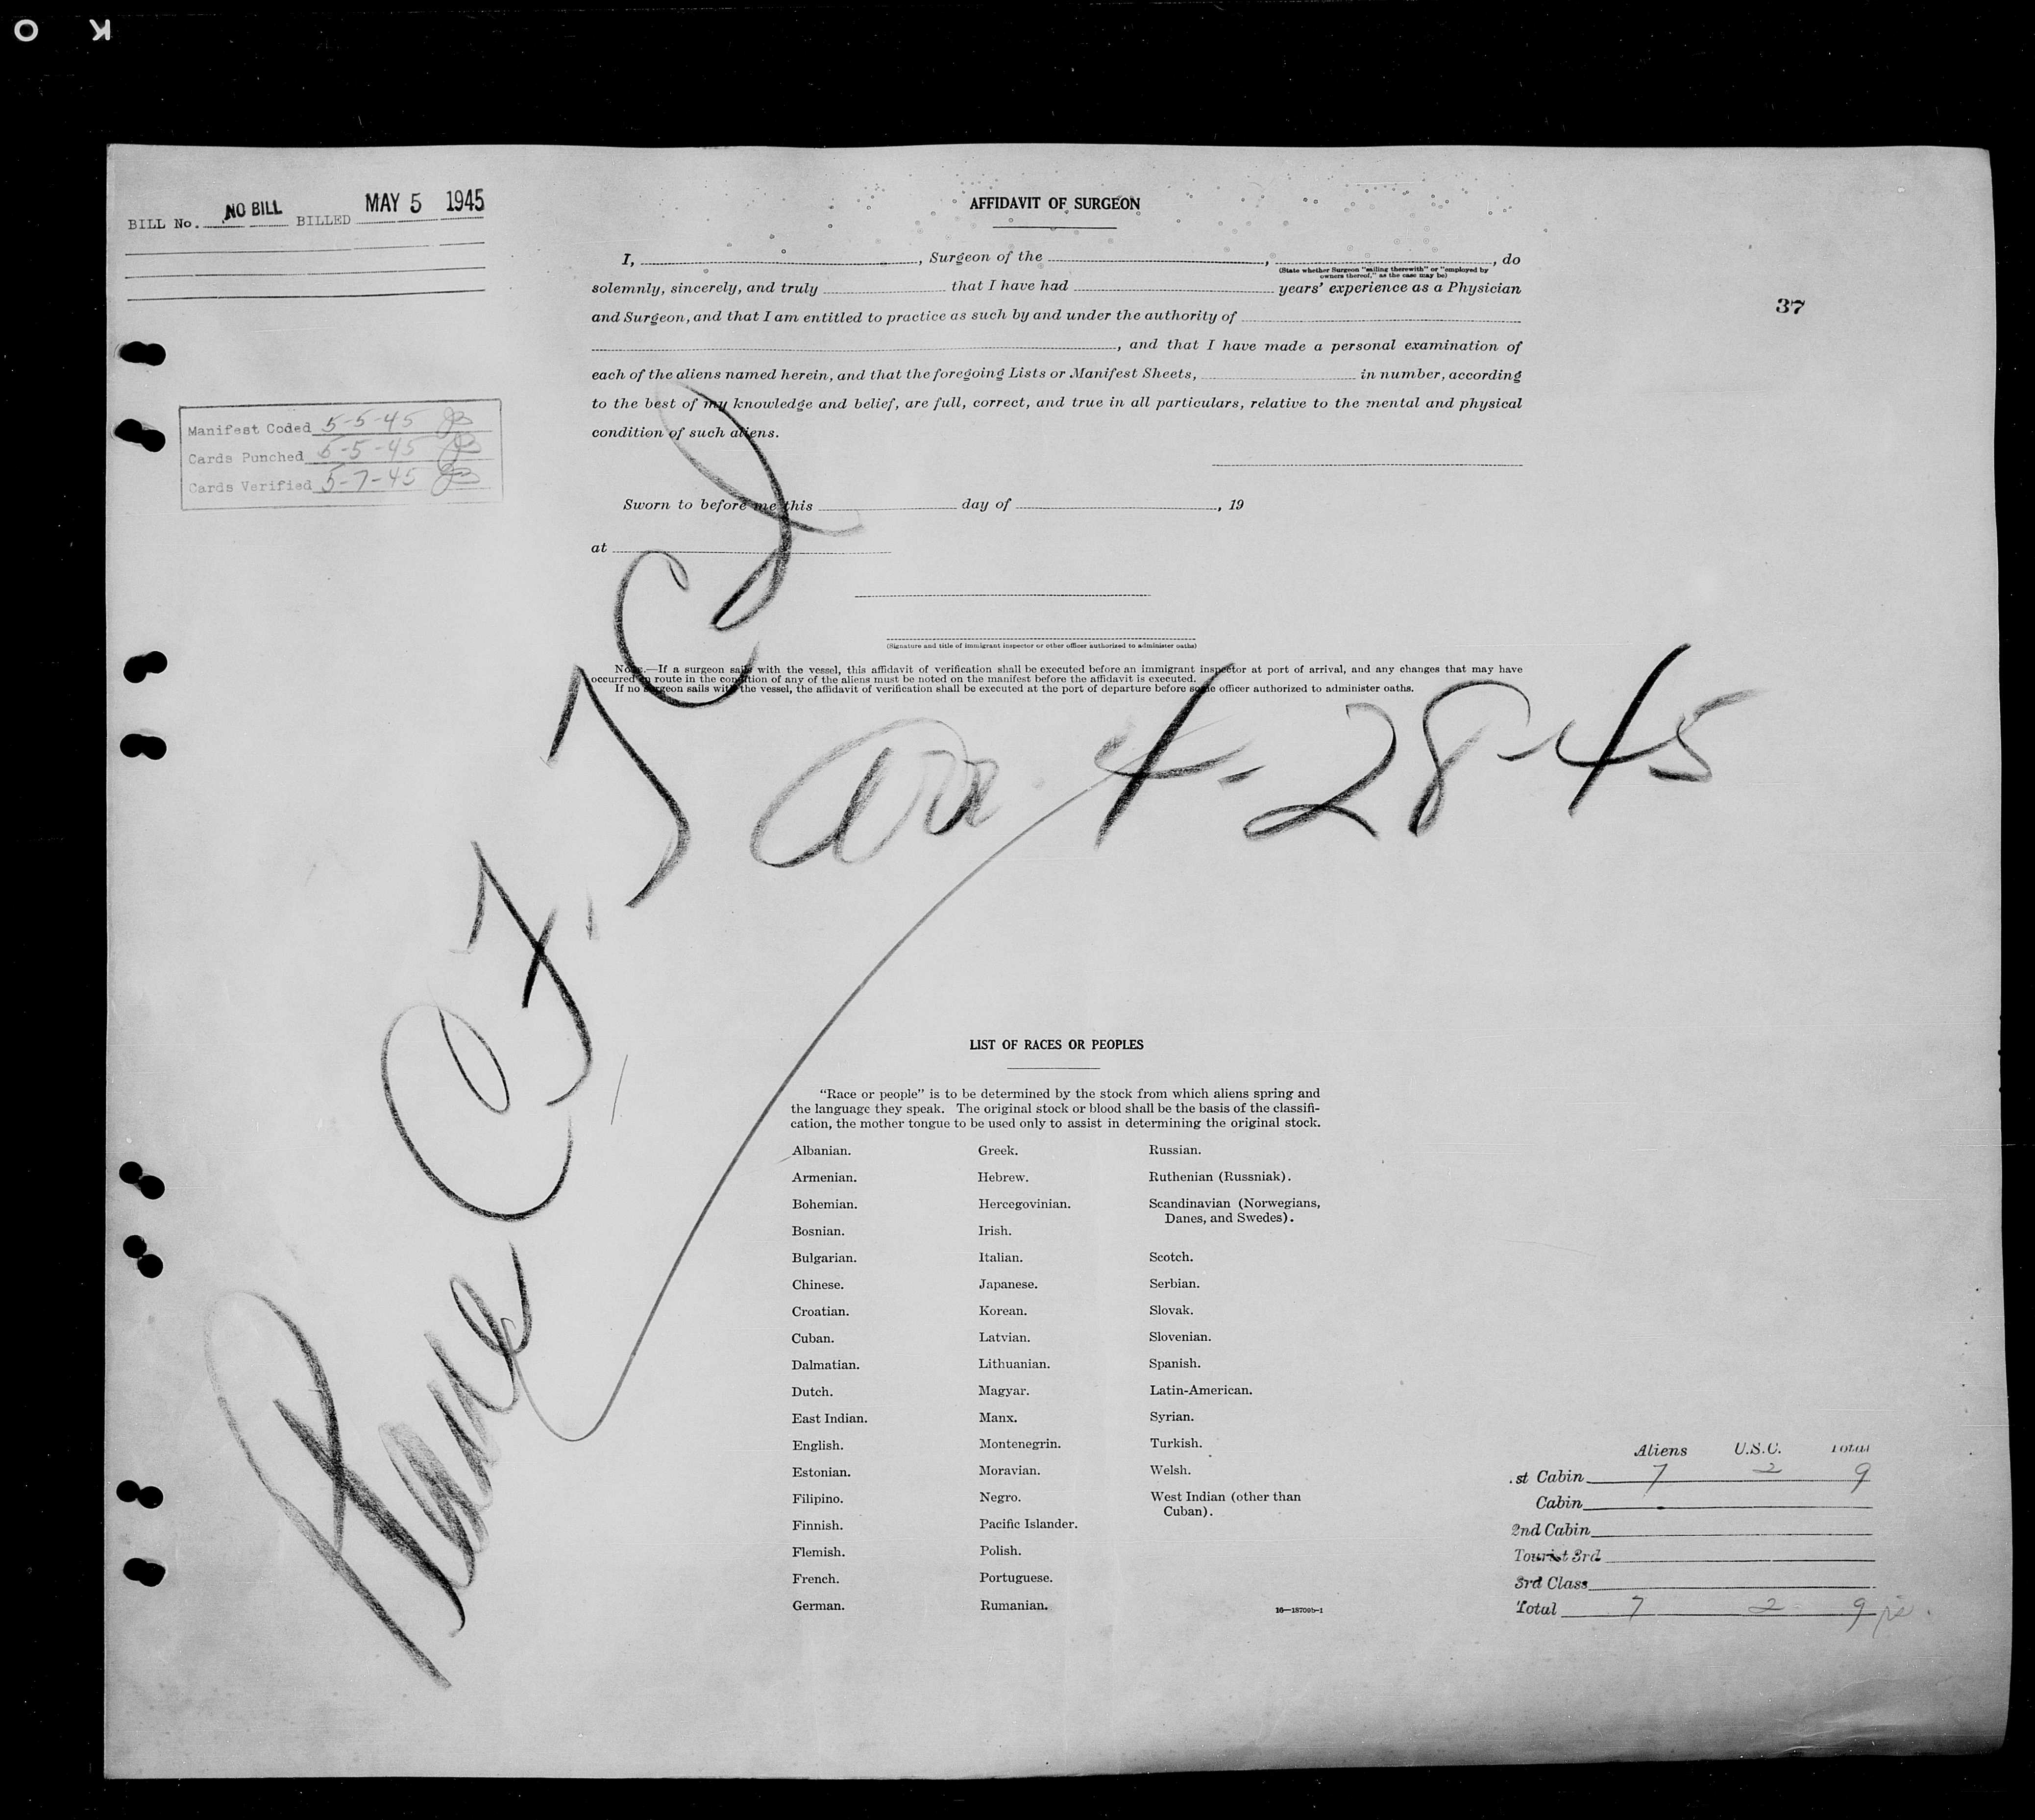 O K
BILL No. NO BILL BILLED MAY 5 1945
AFFIDAVIT OF SURGEON
I, , Surgeon of the , , do
(State whether Surgeon "sailing therewith" or "employed by
owners thereof," as the case may be)
solemnly, sincerely, and truly that I have had years' experience as a Physician
and Surgeon, and that I am entitled to practice as such by and under the authority of
, and that I have made a personal examination of
each of the aliens named herein, and that the foregoing Lists or Manifest Sheets, in number, according
to the best of my knowledge and belief, are full, correct, and true in all particulars, relative to the mental and physical
condition of such aliens.
37
Manifest Coded 5-5-45
Cards Punched 5-5-45
Cards Verified 5-7-45
Sworn to before me this day of , 19
at
(Signature and title of immigrant inspector or other officer authorized to administer oaths)
Note.—If a surgeon sails with the vessel, this affidavit of verification shall be executed before an immigrant inspector at port of arrival, and any changes that may have
occurred en route in the condition of any of the aliens must be noted on the manifest before the affidavit is executed.
If no surgeon sails with the vessel, the affidavit of verification shall be executed at the port of departure before some officer authorized to administer oaths.
Plane CF.
arr. 4-28-45
LIST OF RACES OR PEOPLES
"Race or people" is to be determined by the stock from which aliens spring and
the language they speak. The original stock or blood shall be the basis of the classifi-
cation, the mother tongue to be used only to assist in determining the original stock.
Albanian.
Armenian.
Bohemian.
Bosnian.
Bulgarian.
Chinese.
Croatian.
Cuban.
Dalmatian.
Dutch.
East Indian.
English.
Estonian.
Filipino.
Finnish.
Flemish.
French.
German.
Greek.
Hebrew.
Hercegovinian.
Irish.
Italian.
Japanese.
Korean.
Latvian.
Lithuanian.
Magyar.
Manx.
Montenegrin.
Moravian.
Negro.
Pacific Islander.
Polish.
Portuguese.
Rumanian.
Russian.
Ruthenian (Russniak).
Scandinavian (Norwegians,
Danes, and Swedes).
Scotch.
Serbian.
Slovak.
Slovenian.
Spanish.
Latin-American.
Syrian.
Turkish.
Welsh.
West Indian (other than
Cuban).
16—18709b-1
Aliens U.S.C. Total
st Cabin 7 2 9
Cabin
2nd Cabin
Tourist 3rd
3rd Class
Total 7 2 9